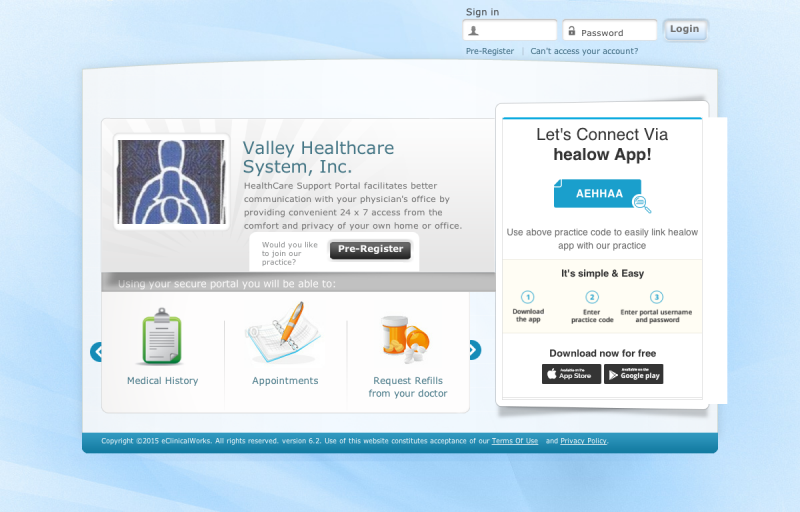 Sign in
Password
Login
Pre-Register | Can't access your account?
Valley Healthcare
System, Inc.
HealthCare Support Portal facilitates better
communication with your physician's office by
providing convenient 24 x 7 access from the
comfort and privacy of your own home or office.
Would you like
to join our
practice?
Pre-Register
Using your secure portal you will be able to:
Medical History
Appointments
Request Refills
from your doctor
Let's Connect Via
healow App!
AEHHAA
Use above practice code to easily link healow
app with our practice
It's simple & Easy
1
2
3
Download
the app
Enter
practice code
Enter portal username
and password
Download now for free
Available on the
App Store
Available on the
Google play
Copyright ©2015 eClinicalWorks. All rights reserved. version 6.2. Use of this website constitutes acceptance of our Terms Of Use and Privacy Policy.